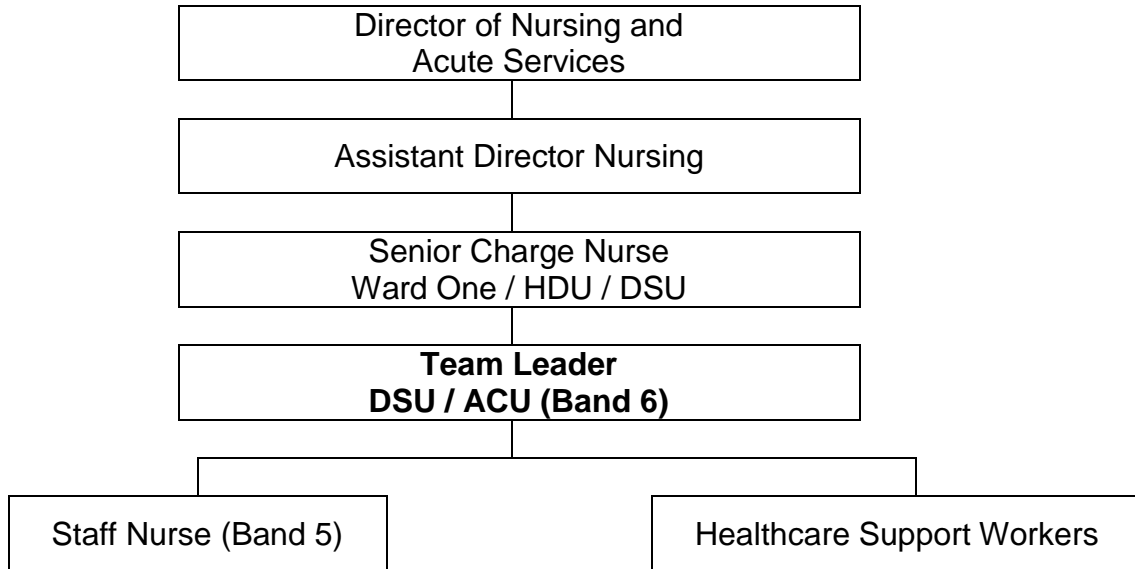 Director of Nursing and
Acute Services
Assistant Director Nursing
Senior Charge Nurse
Ward One / HDU / DSU
Team Leader
DSU / ACU (Band 6)
Staff Nurse (Band 5)
Healthcare Support Workers